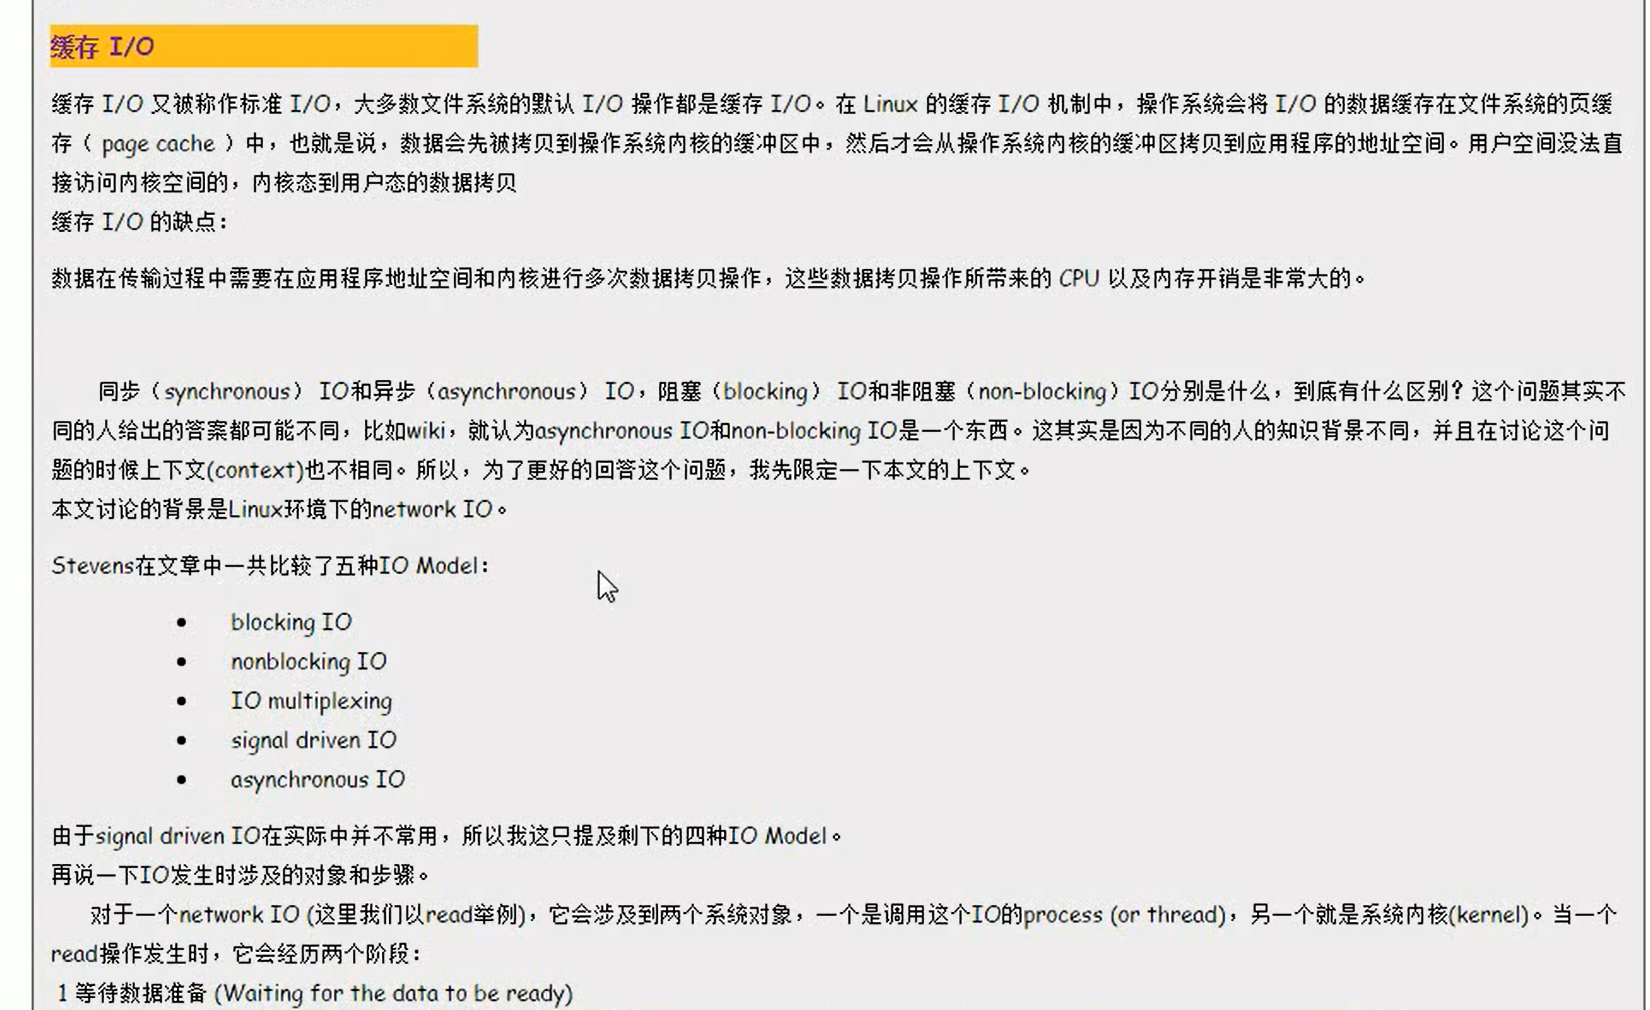 缓存 I/O
缓存 I/O 又被称作标准 I/O，大多数文件系统的默认 I/O 操作都是缓存 I/O。在 Linux 的缓存 I/O 机制中，操作系统会将 I/O 的数据缓存在文件系统的页缓
存（ page cache ）中，也就是说，数据会先被拷贝到操作系统内核的缓冲区中，然后才会从操作系统内核的缓冲区拷贝到应用程序的地址空间。用户空间没法直
接访问内核空间的，内核态到用户态的数据拷贝
缓存 I/O 的缺点：
数据在传输过程中需要在应用程序地址空间和内核进行多次数据拷贝操作，这些数据拷贝操作所带来的 CPU 以及内存开销是非常大的。
同步（synchronous） IO和异步（asynchronous） IO，阻塞（blocking） IO和非阻塞（non-blocking）IO分别是什么，到底有什么区别？这个问题其实不
同的人给出的答案都可能不同，比如wiki，就认为asynchronous IO和non-blocking IO是一个东西。这其实是因为不同的人的知识背景不同，并且在讨论这个问
题的时候上下文(context)也不相同。所以，为了更好的回答这个问题，我先限定一下本文的上下文。
本文讨论的背景是Linux环境下的network IO。
Stevens在文章中一共比较了五种IO Model：
• blocking IO
• nonblocking IO
• IO multiplexing
• signal driven IO
• asynchronous IO
由于signal driven IO在实际中并不常用，所以我这只提及剩下的四种IO Model。
再说一下IO发生时涉及的对象和步骤。
对于一个network IO (这里我们以read举例)，它会涉及到两个系统对象，一个是调用这个IO的process (or thread)，另一个就是系统内核(kernel)。当一个
read操作发生时，它会经历两个阶段：
1 等待数据准备 (Waiting for the data to be ready)